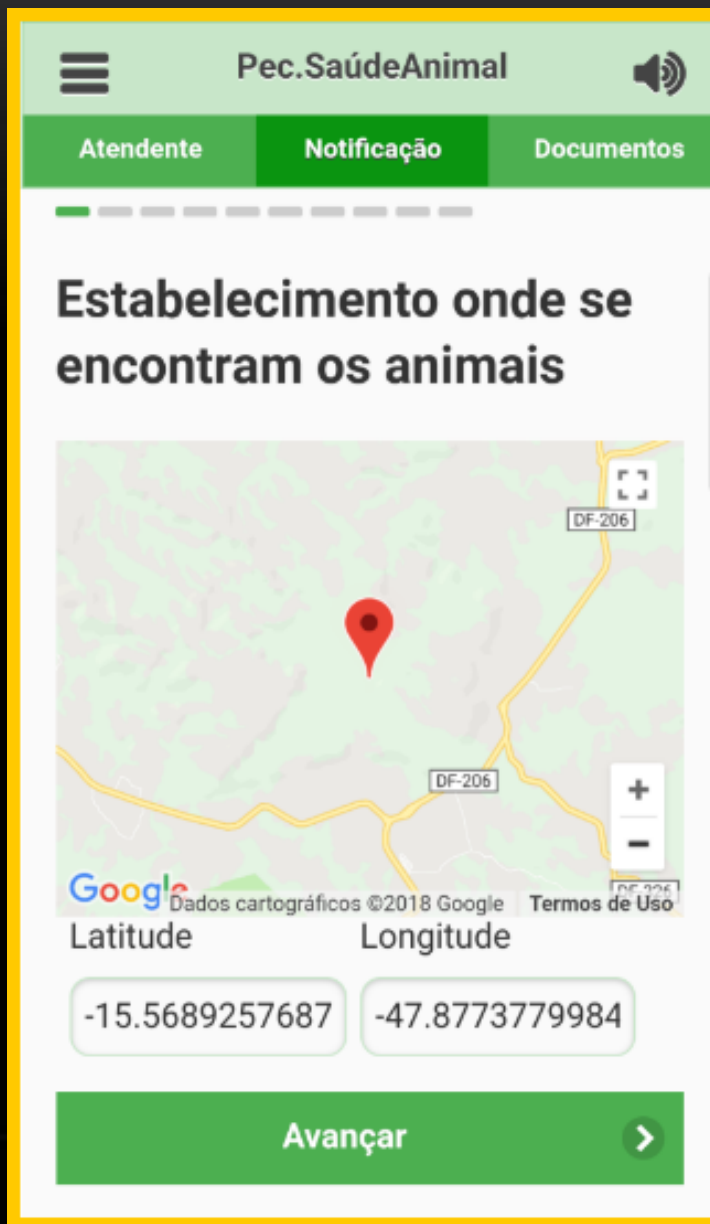 Pec.SaúdeAnimal
Atendente Notificação Documentos
Estabelecimento onde se
encontram os animais
DF-206
DF-206
+
−
Google
Dados cartográficos ©2018 Google Termos de Uso
Latitude Longitude
-15.5689257687 -47.8773779984
Avançar